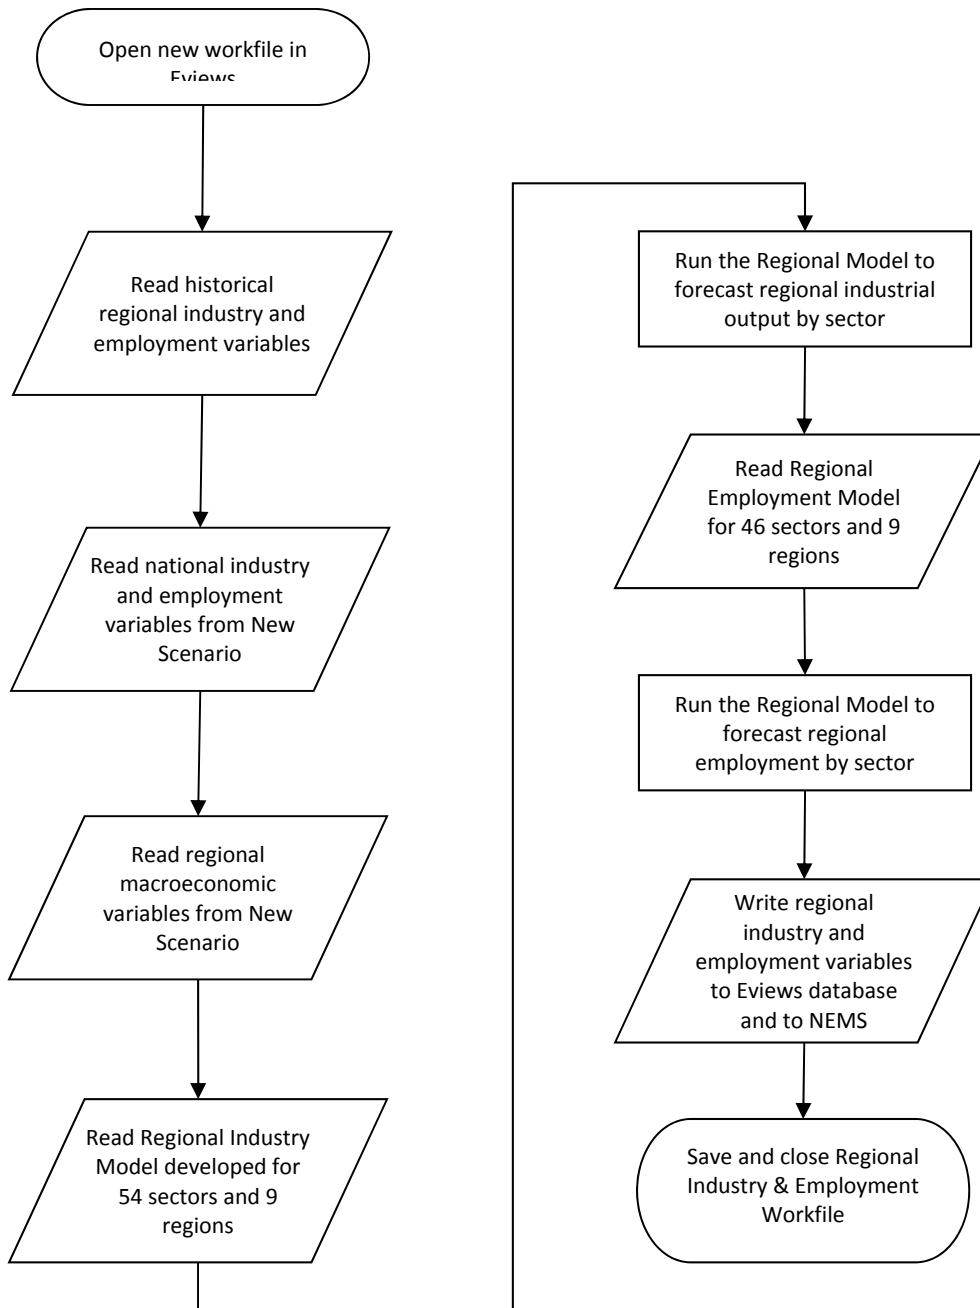 Open new workfile in
Eviews
Read historical
regional industry and
employment variables
Read national industry
and employment
variables from New
Scenario
Read regional
macroeconomic
variables from New
Scenario
Read Regional Industry
Model developed for
54 sectors and 9
regions
Run the Regional Model to
forecast regional industrial
output by sector
Read Regional
Employment Model
for 46 sectors and 9
regions
Run the Regional Model to
forecast regional
employment by sector
Write regional
industry and
employment variables
to Eviews database
and to NEMS
Save and close Regional
Industry & Employment
Workfile